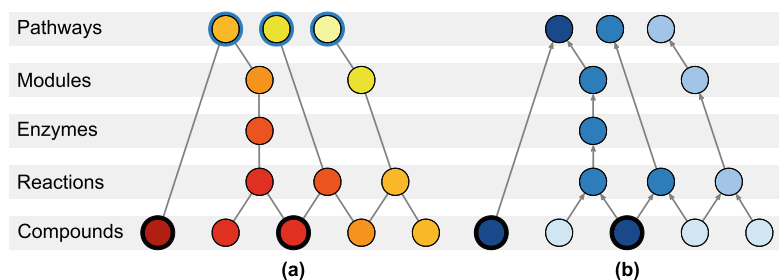 Pathways
Modules
Enzymes
Reactions
Compounds
(a)
(b)